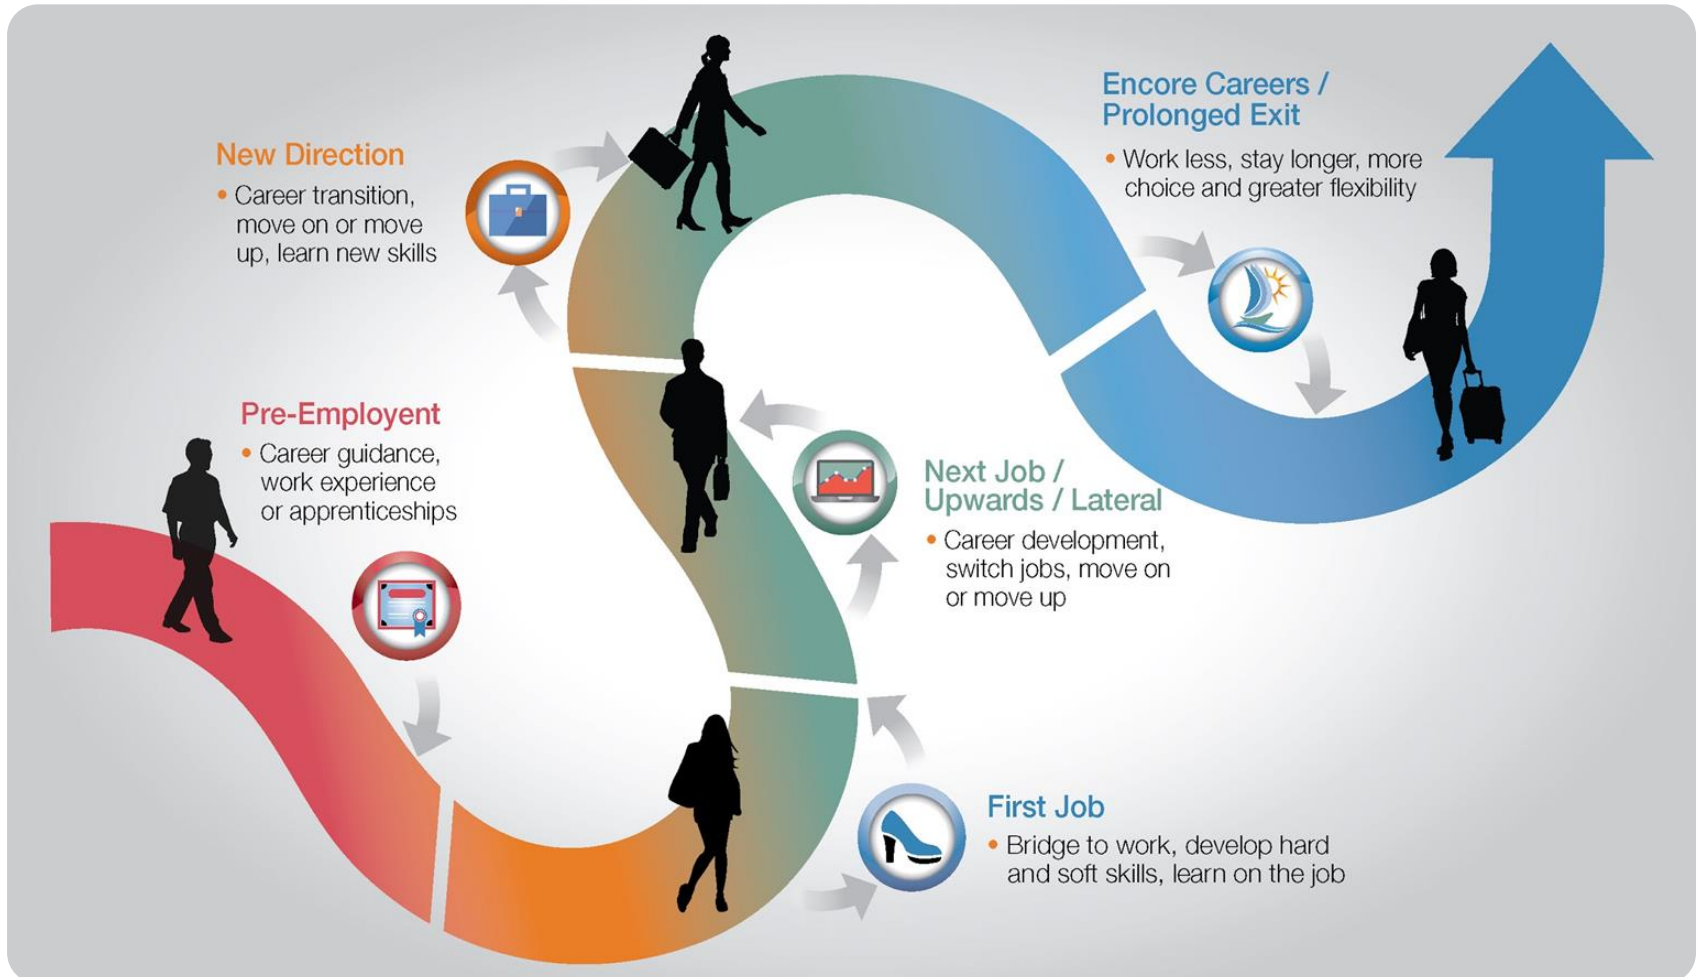 Pre-Employent
• Career guidance,
work experience
or apprenticeships
First Job
• Bridge to work, develop hard
and soft skills, learn on the job
Next Job /
Upwards / Lateral
• Career development,
switch jobs, move on
or move up
New Direction
• Career transition,
move on or move
up, learn new skills
Encore Careers /
Prolonged Exit
• Work less, stay longer, more
choice and greater flexibility